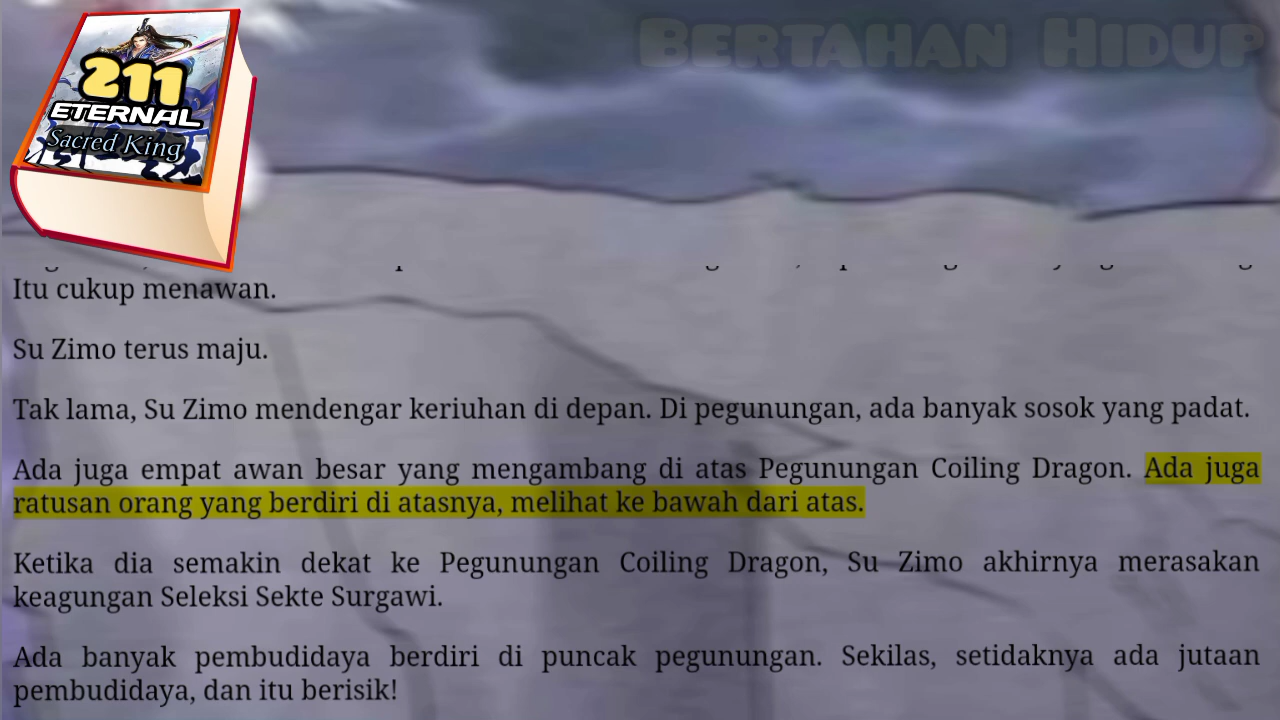 BERTAHAN HIDUP
211
ETERNAL
Sacred King
Itu cukup menawan.
Su Zimo terus maju.
Tak lama, Su Zimo mendengar keriuhan di depan. Di pegunungan, ada banyak sosok yang padat.
Ada juga empat awan besar yang mengambang di atas Pegunungan Coiling Dragon. Ada juga
ratusan orang yang berdiri di atasnya, melihat ke bawah dari atas.
Ketika dia semakin dekat ke Pegunungan Coiling Dragon, Su Zimo akhirnya merasakan
keagungan Seleksi Sekte Surgawi.
Ada banyak pembudidaya berdiri di puncak pegunungan. Sekilas, setidaknya ada jutaan
pembudidaya, dan itu berisik!